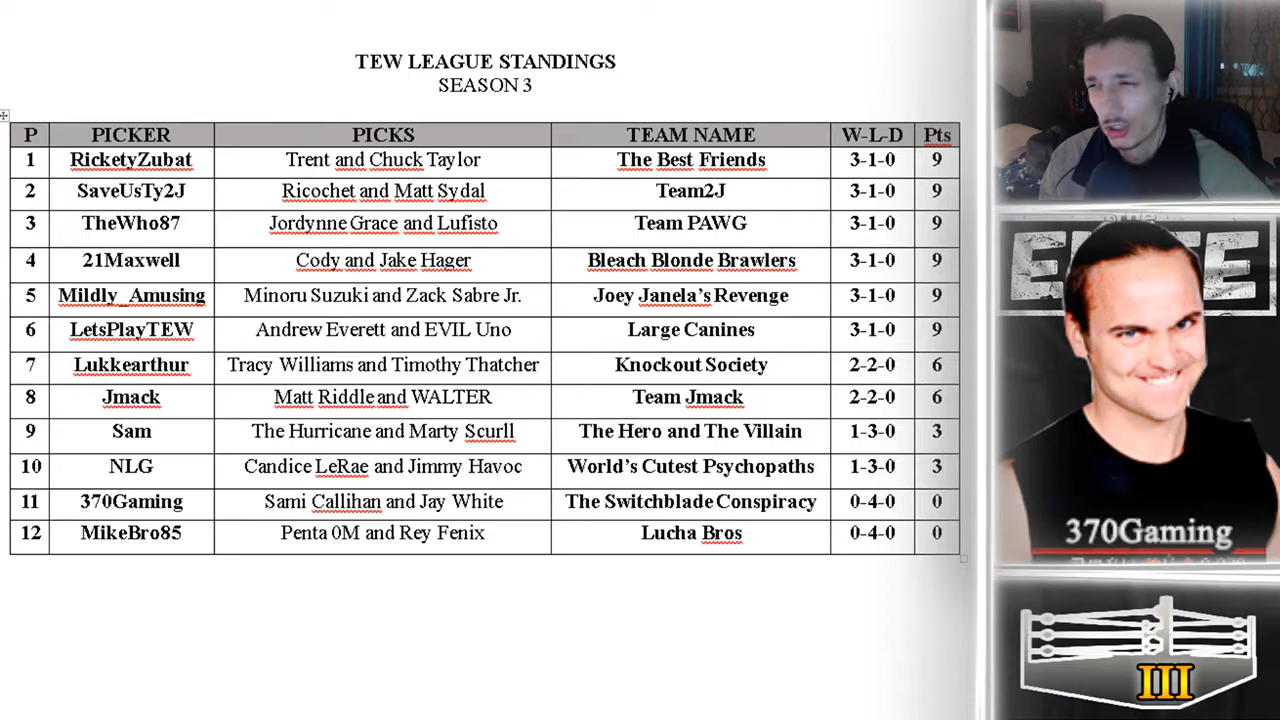 TEW LEAGUE STANDINGS
SEASON 3
P PICKER PICKS TEAM NAME W-L-D Pts
1 RicketyZubat Trent and Chuck Taylor The Best Friends 3-1-0 9
2 SaveUsTy2J Ricochet and Matt Sydal Team2J 3-1-0 9
3 TheWho87 Jordynne Grace and Lufisto Team PAWG 3-1-0 9
4 21Maxwell Cody and Jake Hager Bleach Blonde Brawlers 3-1-0 9
5 Mildly_Amusing Minoru Suzuki and Zack Sabre Jr. Joey Janela’s Revenge 3-1-0 9
6 LetsPlayTEW Andrew Everett and EVIL Uno Large Canines 3-1-0 9
7 Lukkearthur Tracy Williams and Timothy Thatcher Knockout Society 2-2-0 6
8 Jmack Matt Riddle and WALTER Team Jmack 2-2-0 6
9 Sam The Hurricane and Marty Scurll The Hero and The Villain 1-3-0 3
10 NLG Candice LeRae and Jimmy Havoc World’s Cutest Psychopaths 1-3-0 3
11 370Gaming Sami Callihan and Jay White The Switchblade Conspiracy 0-4-0 0
12 MikeBro85 Penta 0M and Rey Fenix Lucha Bros 0-4-0 0
370Gaming
III